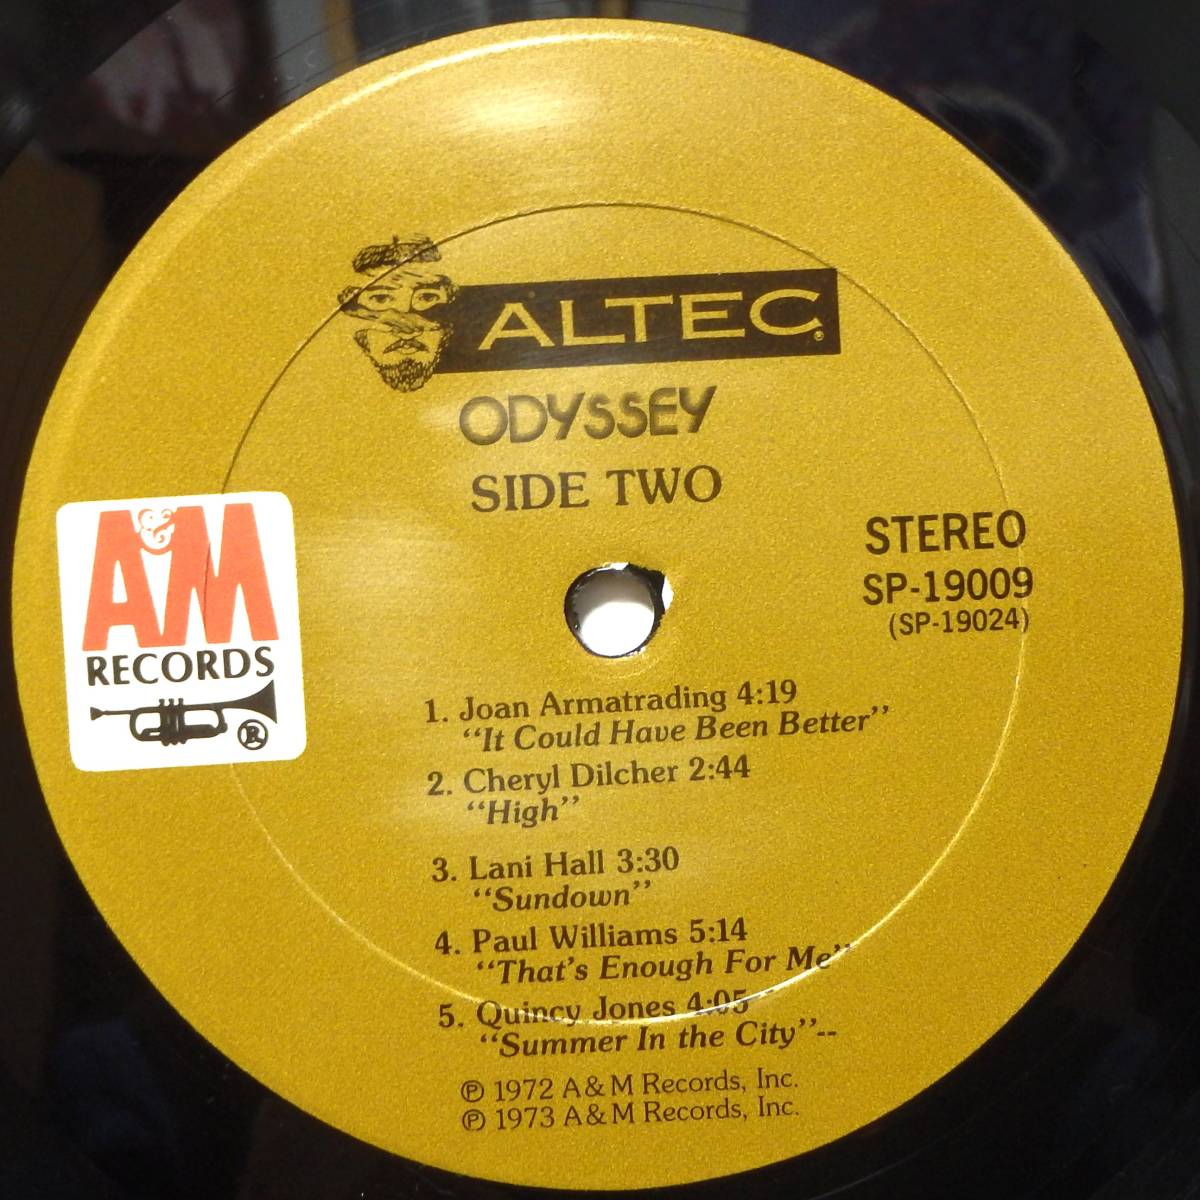 ALTEC®
ODYSSEY
SIDE TWO
A&M
RECORDS
®
STEREO
SP-19009
(SP-19024)
1. Joan Armatrading 4:19
“It Could Have Been Better”
2. Cheryl Dilcher 2:44
“High”
3. Lani Hall 3:30
“Sundown”
4. Paul Williams 5:14
“That's Enough For Me”
5. Quincy Jones 4:05
“Summer In the City”--
℗ 1972 A & M Records, Inc.
℗ 1973 A & M Records, Inc.